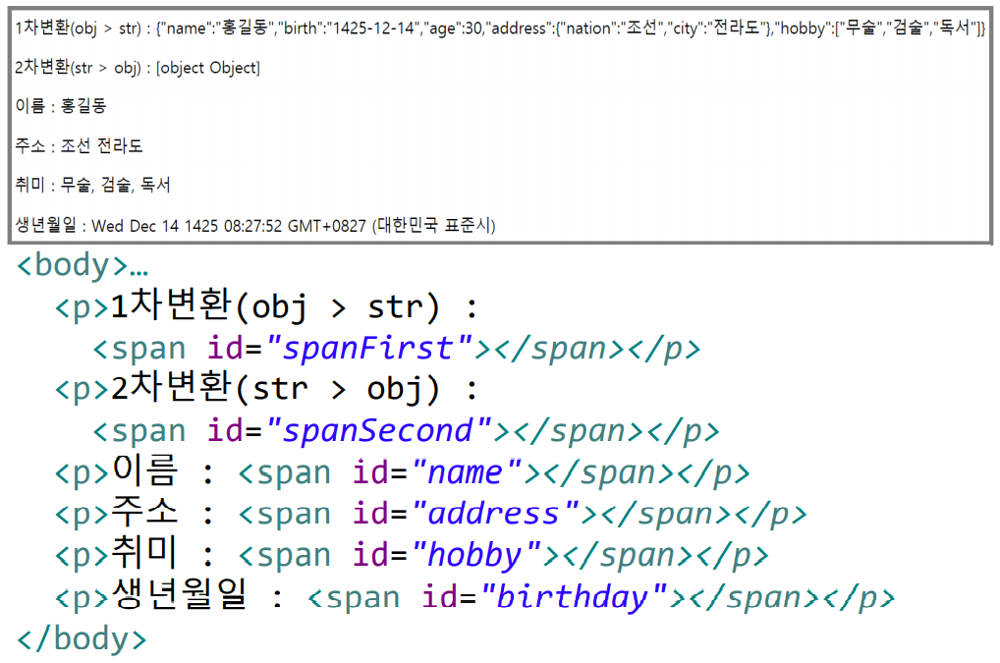 1차변환(obj > str) : {"name":"홍길동","birth":"1425-12-14","age":30,"address":{"nation":"조선","city":"전라도"},"hobby":["무술","검술","독서"]}
2차변환(str > obj) : [object Object]
이름 : 홍길동
주소 : 조선 전라도
취미 : 무술, 검술, 독서
생년월일 : Wed Dec 14 1425 08:27:52 GMT+0827 (대한민국 표준시)
<body>…
<p>1차변환(obj > str) :
<span id="spanFirst"></span></p>
<p>2차변환(str > obj) :
<span id="spanSecond"></span></p>
<p>이름 : <span id="name"></span></p>
<p>주소 : <span id="address"></span></p>
<p>취미 : <span id="hobby"></span></p>
<p>생년월일 : <span id="birthday"></span></p>
</body>